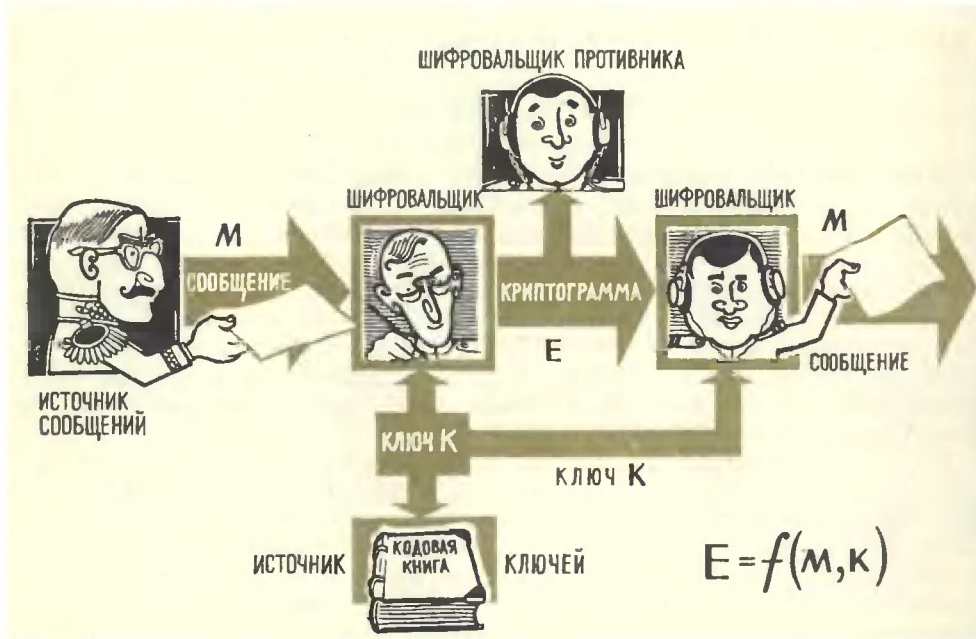 ШИФРОВАЛЬЩИК ПРОТИВНИКА
ШИФРОВАЛЬЩИК
ШИФРОВАЛЬЩИК
М
М
СООБЩЕНИЕ
КРИПТОГРАММА
Е
СООБЩЕНИЕ
ИСТОЧНИК
СООБЩЕНИЙ
КЛЮЧ К
КЛЮЧ К
ИСТОЧНИК
КОДОВАЯ
КНИГА
КЛЮЧЕЙ
E = f(м,к)